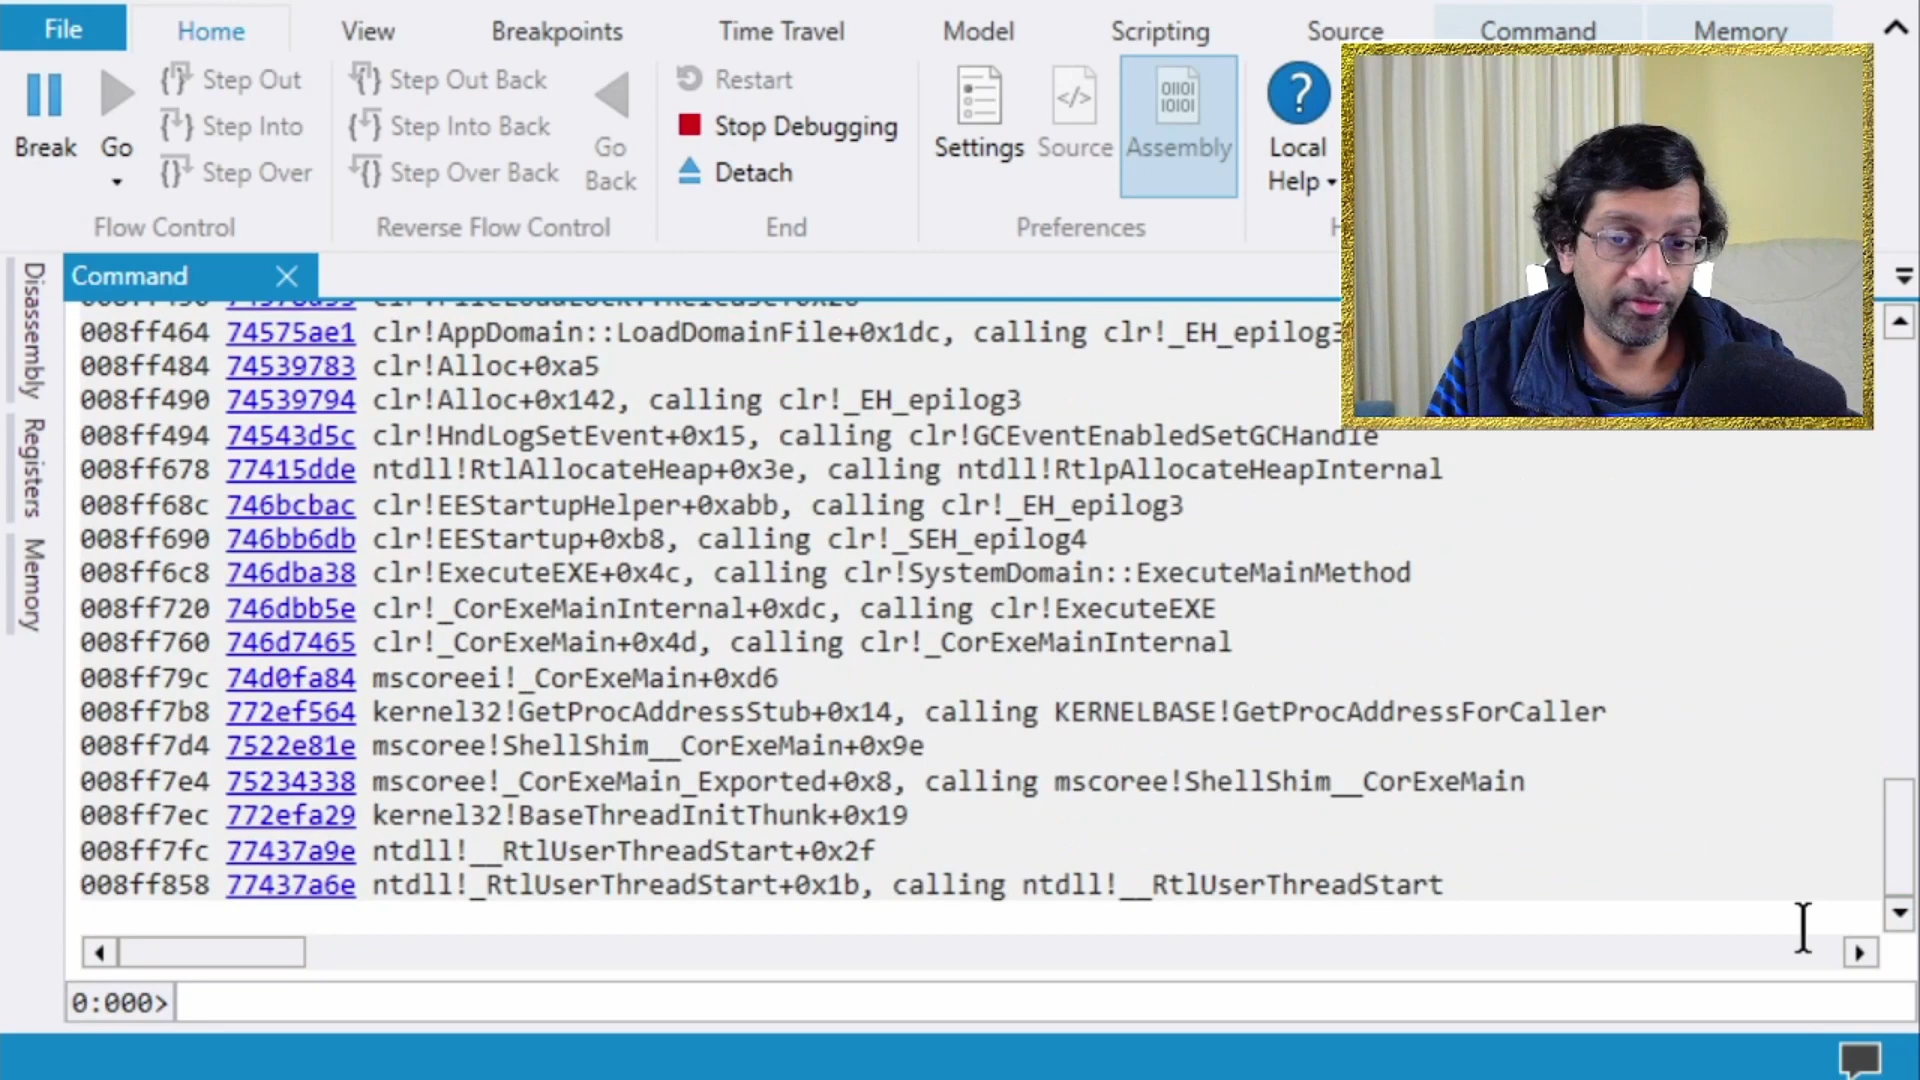 File Home View Breakpoints Time Travel Model Scripting Source Command Memory
Break
Go
Step Out
Step Into
Step Over
Flow Control
Step Out Back
Step Into Back
Step Over Back
Go
Back
Reverse Flow Control
Restart
Stop Debugging
Detach
End
Settings
Source
Assembly
Preferences
Local
Help
Disassembly
Registers
Memory
Command
008ff464 74575ae1 clr!AppDomain::LoadDomainFile+0x1dc, calling clr!_EH_epilog3
008ff484 74539783 clr!Alloc+0xa5
008ff490 74539794 clr!Alloc+0x142, calling clr!_EH_epilog3
008ff494 74543d5c clr!HndLogSetEvent+0x15, calling clr!GCEventEnabledSetGCHandle
008ff678 77415dde ntdll!RtlAllocateHeap+0x3e, calling ntdll!RtlpAllocateHeapInternal
008ff68c 746bcbac clr!EEStartupHelper+0xabb, calling clr!_EH_epilog3
008ff690 746bb6db clr!EEStartup+0xb8, calling clr!_SEH_epilog4
008ff6c8 746dba38 clr!ExecuteEXE+0x4c, calling clr!SystemDomain::ExecuteMainMethod
008ff720 746dbb5e clr!_CorExeMainInternal+0xdc, calling clr!ExecuteEXE
008ff760 746d7465 clr!_CorExeMain+0x4d, calling clr!_CorExeMainInternal
008ff79c 74d0fa84 mscoreei!_CorExeMain+0xd6
008ff7b8 772ef564 kernel32!GetProcAddressStub+0x14, calling KERNELBASE!GetProcAddressForCaller
008ff7d4 7522e81e mscoree!ShellShim__CorExeMain+0x9e
008ff7e4 75234338 mscoree!_CorExeMain_Exported+0x8, calling mscoree!ShellShim__CorExeMain
008ff7ec 772efa29 kernel32!BaseThreadInitThunk+0x19
008ff7fc 77437a9e ntdll!__RtlUserThreadStart+0x2f
008ff858 77437a6e ntdll!_RtlUserThreadStart+0x1b, calling ntdll!__RtlUserThreadStart
0:000>